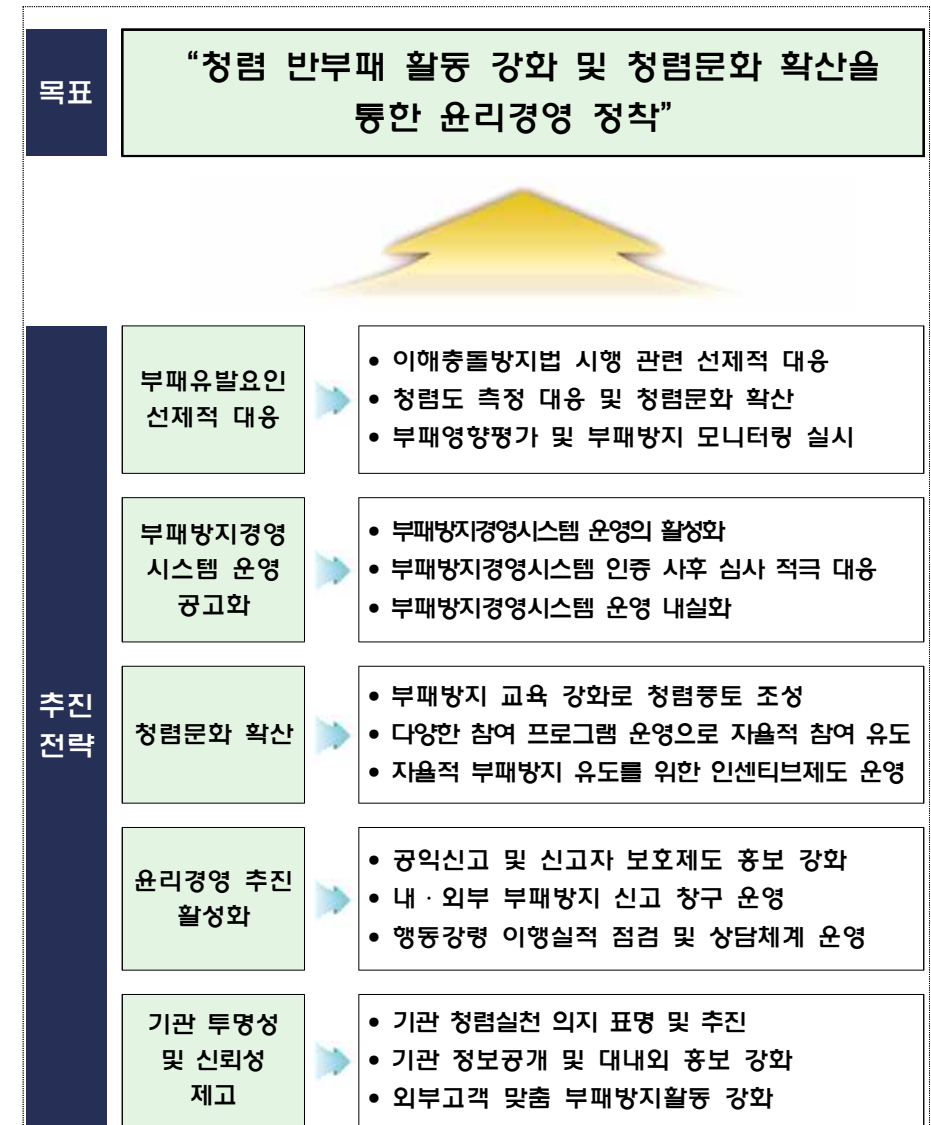 목표
“청렴 반부패 활동 강화 및 청렴문화 확산을
통한 윤리경영 정착”
추진
전략
부패유발요인
선제적 대응
• 이해충돌방지법 시행 관련 선제적 대응
• 청렴도 측정 대응 및 청렴문화 확산
• 부패영향평가 및 부패방지 모니터링 실시
부패방지경영
시스템 운영
공고화
• 부패방지경영시스템 운영의 활성화
• 부패방지경영시스템 인증 사후 심사 적극 대응
• 부패방지경영시스템 운영 내실화
청렴문화 확산
• 부패방지 교육 강화로 청렴풍토 조성
• 다양한 참여 프로그램 운영으로 자율적 참여 유도
• 자율적 부패방지 유도를 위한 인센티브제도 운영
윤리경영 추진
활성화
• 공익신고 및 신고자 보호제도 홍보 강화
• 내 · 외부 부패방지 신고 창구 운영
• 행동강령 이행실적 점검 및 상담체계 운영
기관 투명성
및 신뢰성
제고
• 기관 청렴실천 의지 표명 및 추진
• 기관 정보공개 및 대내외 홍보 강화
• 외부고객 맞춤 부패방지활동 강화